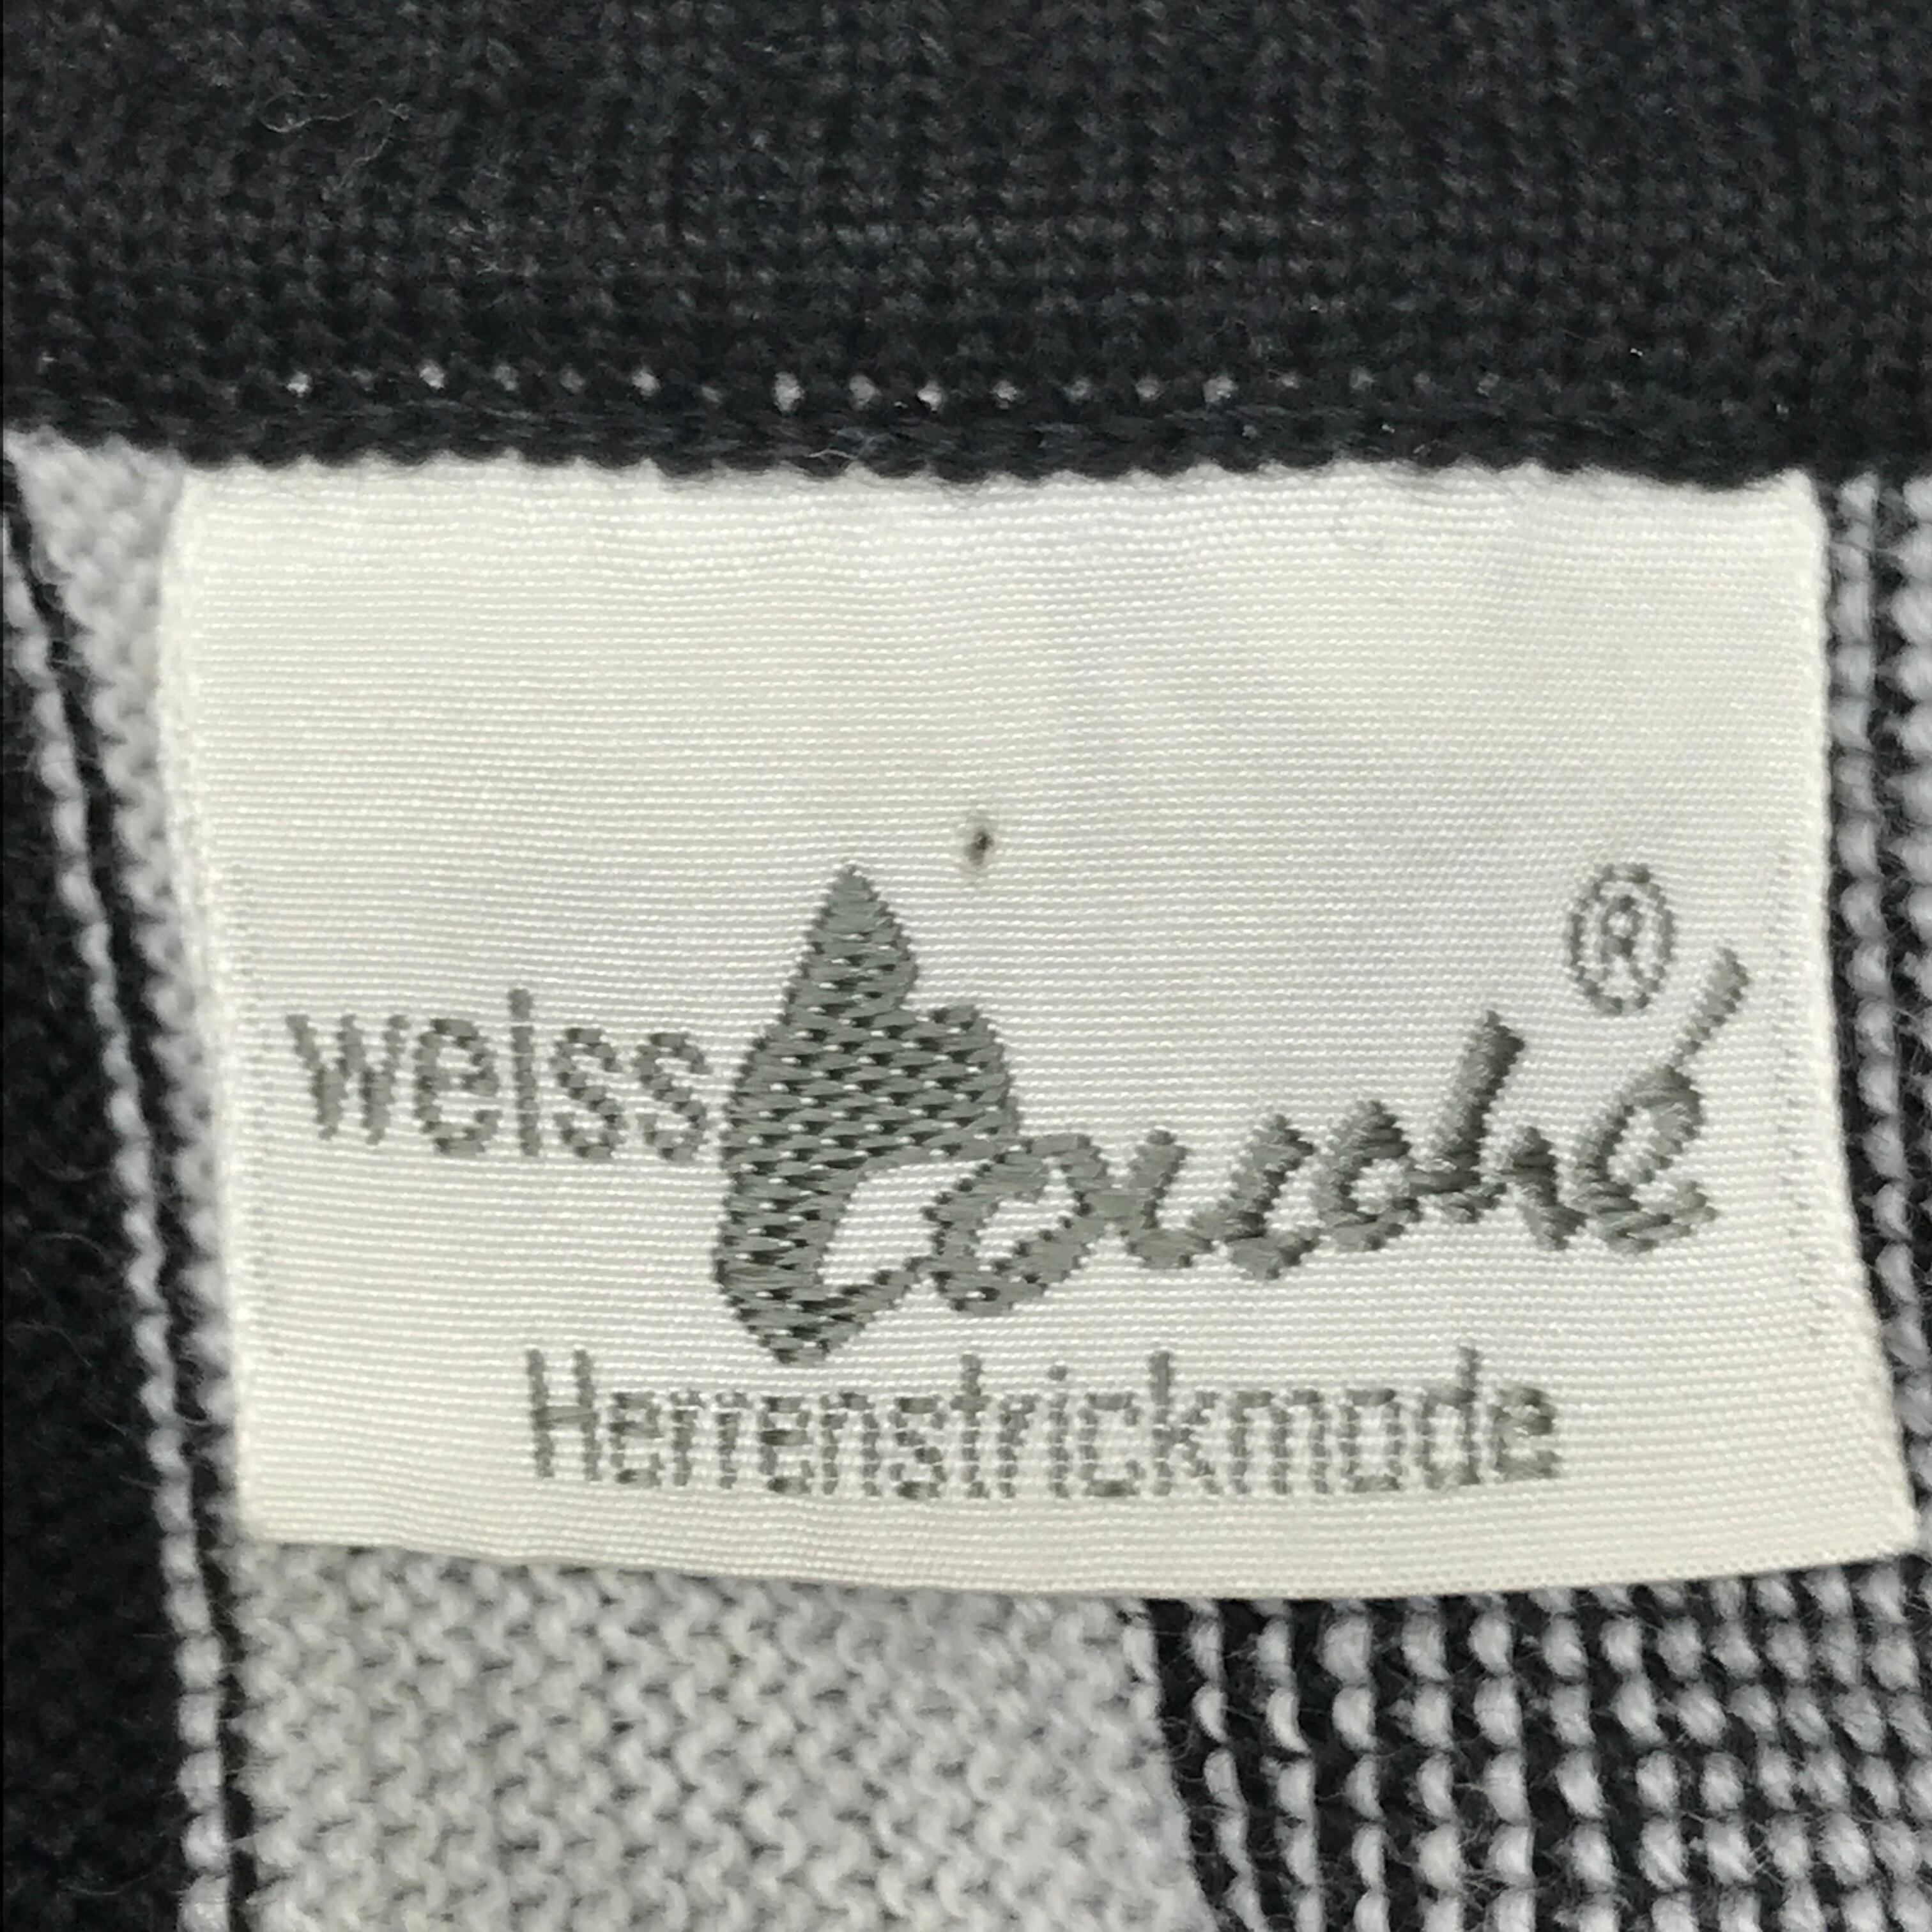 weiss touché ®
Herrenstrickmode